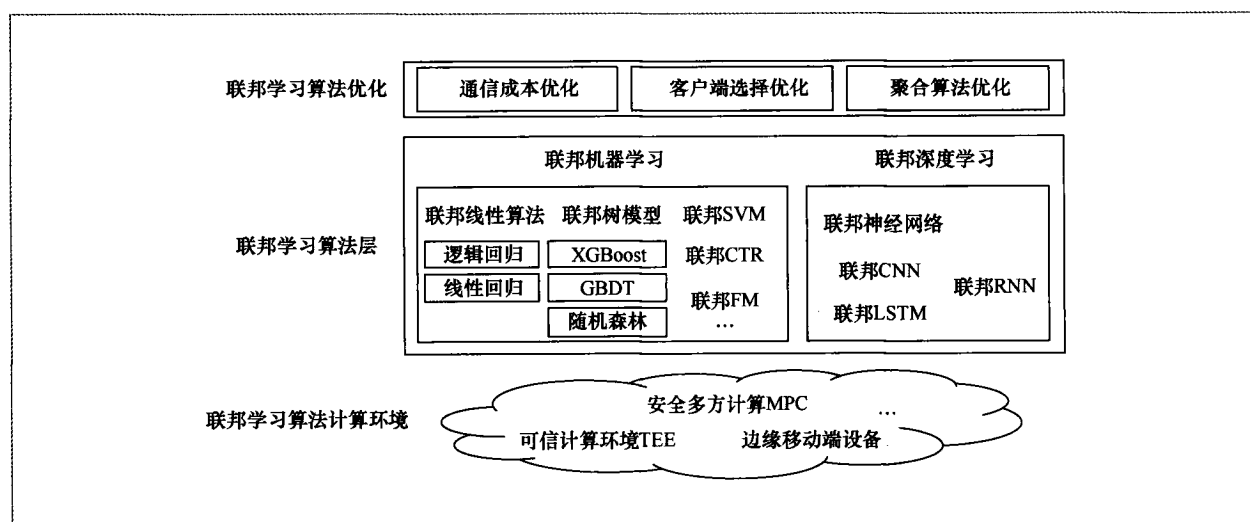 联邦学习算法优化
通信成本优化
客户端选择优化
聚合算法优化
联邦学习算法层
联邦机器学习
联邦线性算法
逻辑回归
线性回归
联邦树模型
XGBoost
GBDT
随机森林
联邦SVM
联邦CTR
联邦FM
…
联邦深度学习
联邦神经网络
联邦CNN
联邦RNN
联邦LSTM
联邦学习算法计算环境
安全多方计算MPC
…
可信计算环境TEE
边缘移动端设备